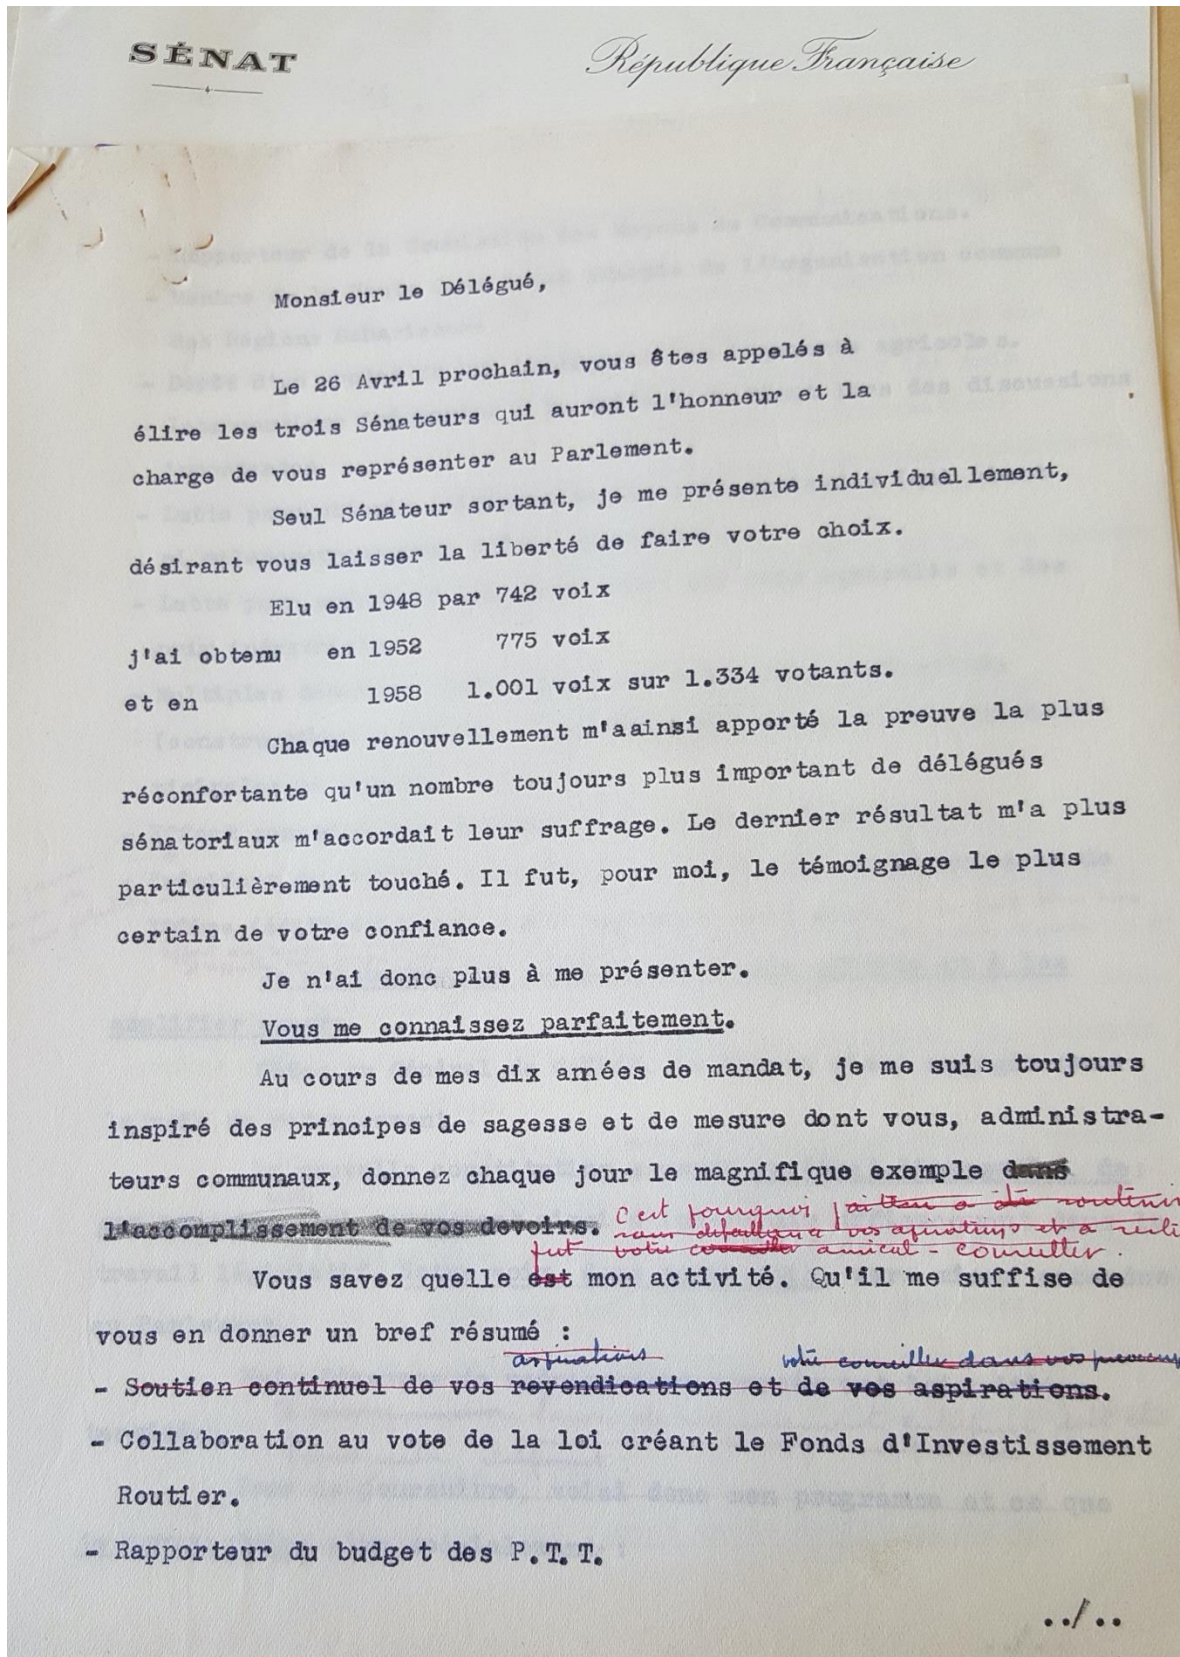 SÉNAT
République Française
Monsieur le Délégué,
Le 26 Avril prochain, vous êtes appelés à
élire les trois Sénateurs qui auront l'honneur et la
charge de vous représenter au Parlement.
Seul Sénateur sortant, je me présente individuellement,
désirant vous laisser la liberté de faire votre choix.
Elu en 1948 par 742 voix
j'ai obtenu en 1952 775 voix
et en 1958 1.001 voix sur 1.334 votants.
Chaque renouvellement m'a ainsi apporté la preuve la plus
réconfortante qu'un nombre toujours plus important de délégués
sénatoriaux m'accordait leur suffrage. Le dernier résultat m'a plus
particulièrement touché. Il fut, pour moi, le témoignage le plus
certain de votre confiance.
Je n'ai donc plus à me présenter.
Vous me connaissez parfaitement.
Au cours de mes dix années de mandat, je me suis toujours
inspiré des principes de sagesse et de mesure dont vous, administra-
teurs communaux, donnez chaque jour le magnifique exemple dans
l'accomplissement de vos devoirs. C'est pourquoi
vos aspirations et à
fut votre amical - conseiller.
Vous savez quelle est mon activité. Qu'il me suffise de
vous en donner un bref résumé :
aspirations votre conseiller dans vos
- Soutien continuel de vos revendications et de vos aspirations.
- Collaboration au vote de la loi créant le Fonds d'Investissement
Routier.
- Rapporteur du budget des P.T.T.
../..